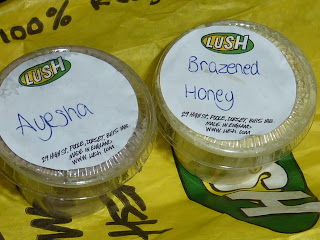 100%
LUSH
Ayesha
29 HIGH ST, POOLE, DORSET, BH15 1AB
MADE IN ENGLAND
WWW. LUSH .COM
LUSH
Brazened
Honey
29 HIGH ST, POOLE, DORSET, BH15 1AB
MADE IN ENGLAND
WWW. LUSH .COM